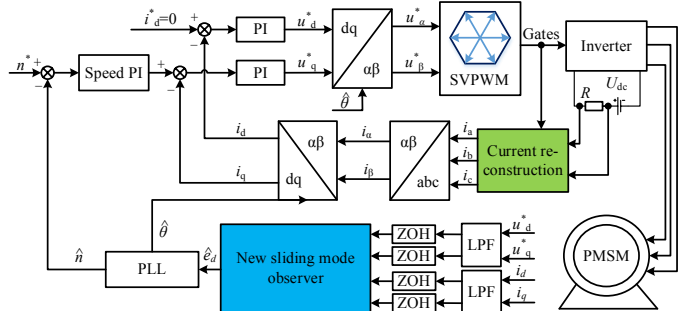 i*d=0
+
−
PI
u*d
dq
αβ
u*α
u*β
SVPWM
Gates
Inverter
n*
+
−
Speed PI
+
−
PI
u*q
θ̂
R
+
Udc
id
iq
αβ
dq
iα
iβ
αβ
abc
ia
ib
ic
Current re-
construction
n̂
θ̂
PLL
êd
New sliding mode
observer
ZOH
ZOH
ZOH
ZOH
LPF
LPF
u*d
u*q
id
iq
PMSM